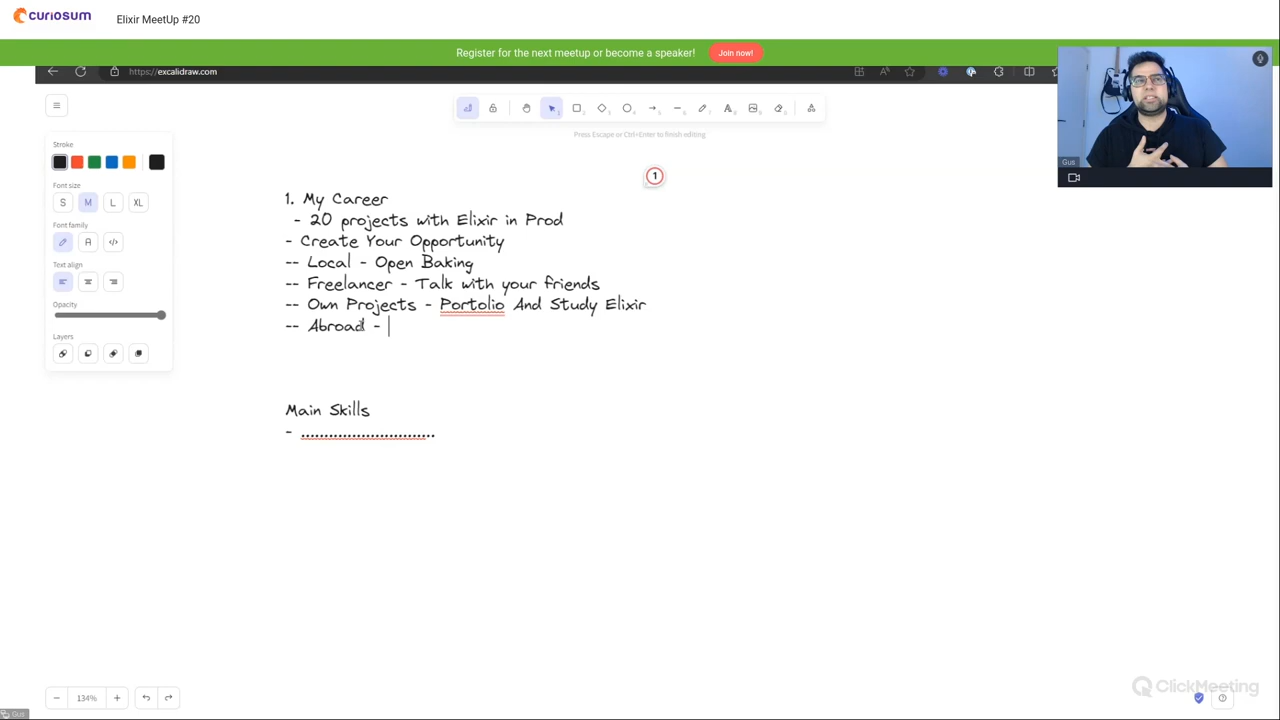 curiosum
Elixir MeetUp #20
Register for the next meetup or become a speaker!
Join now!
https://excalidraw.com
Press Escape or Ctrl+Enter to finish editing
Stroke
Font size
S M L XL
Font family
A </>
Text align
Opacity
Layers
1
1. My Career
- 20 projects with Elixir in Prod
- Create Your Opportunity
-- Local - Open Baking
-- Freelancer - Talk with your friends
-- Own Projects - Portolio And Study Elixir
-- Abroad -
Main Skills
- ............................
Gus
134%
ClickMeeting
Gus